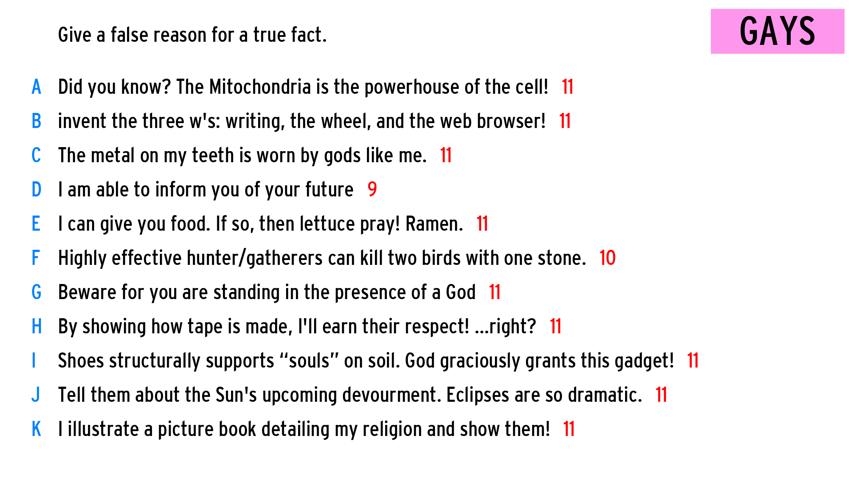 Give a false reason for a true fact.
GAYS
A Did you know? The Mitochondria is the powerhouse of the cell! 11
B invent the three w's: writing, the wheel, and the web browser! 11
C The metal on my teeth is worn by gods like me. 11
D I am able to inform you of your future 9
E I can give you food. If so, then lettuce pray! Ramen. 11
F Highly effective hunter/gatherers can kill two birds with one stone. 10
G Beware for you are standing in the presence of a God 11
H By showing how tape is made, I'll earn their respect! ...right? 11
I Shoes structurally supports “souls” on soil. God graciously grants this gadget! 11
J Tell them about the Sun's upcoming devourment. Eclipses are so dramatic. 11
K I illustrate a picture book detailing my religion and show them! 11